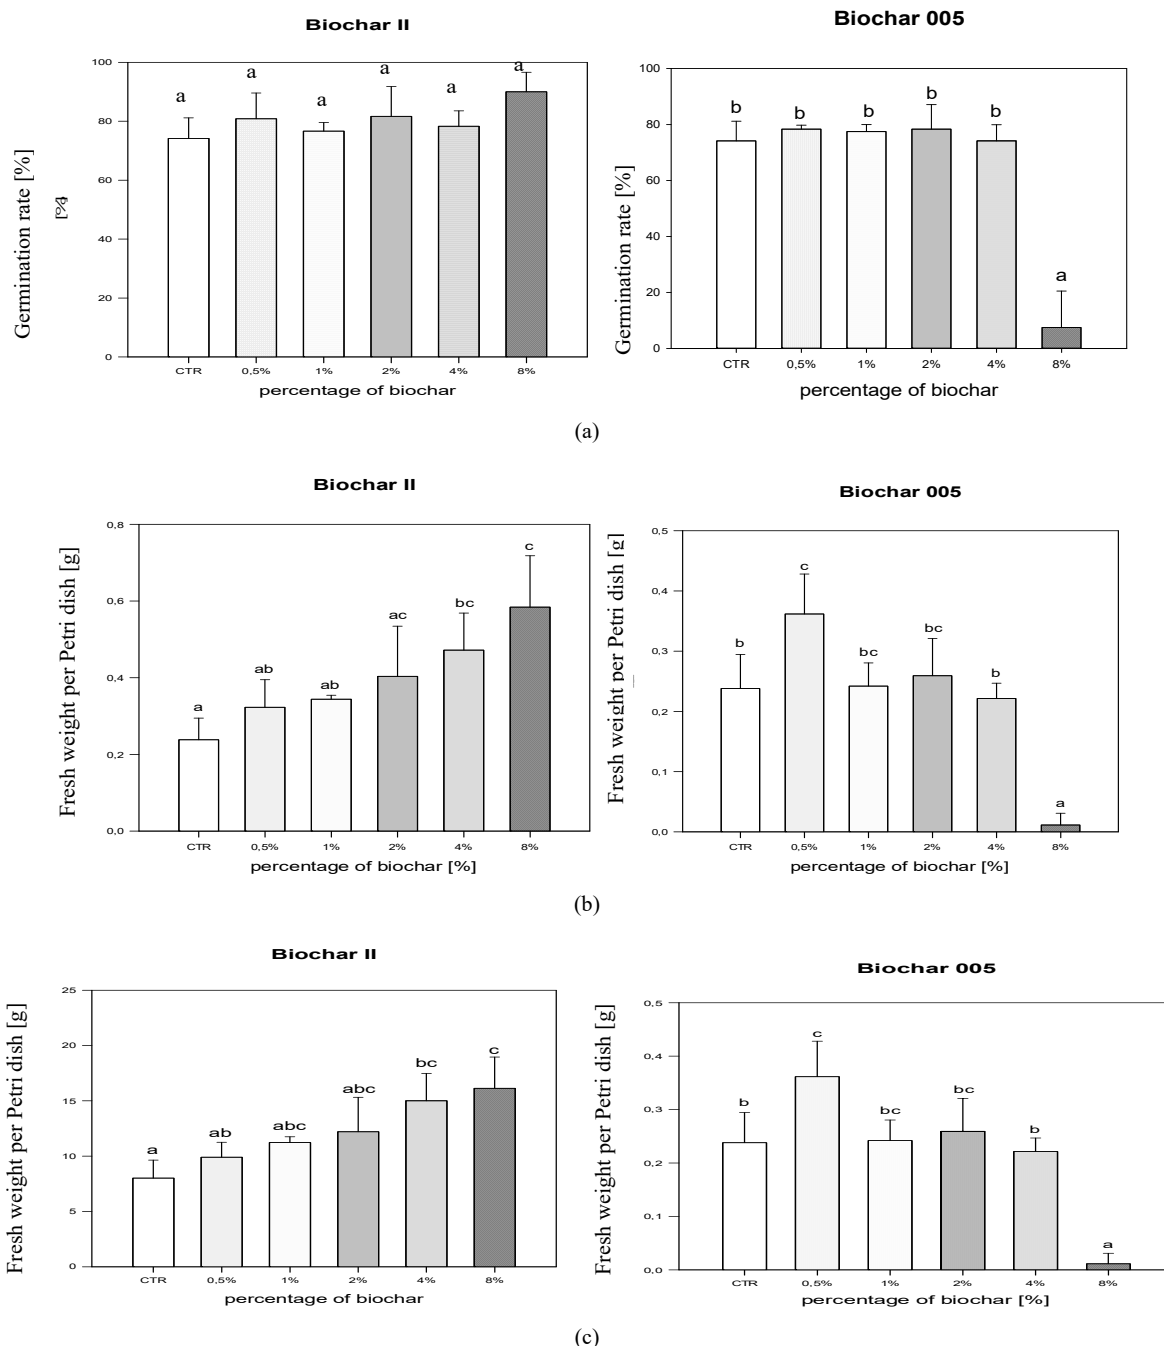 Biochar II
Germination rate [%]
[%]
100
80
60
40
20
0
a a a a a a
CTR 0,5% 1% 2% 4% 8%
percentage of biochar
Biochar 005
Germination rate [%]
100
80
60
40
20
0
b b b b b a
CTR 0,5% 1% 2% 4% 8%
percentage of biochar
(a)
Biochar II
Fresh weight per Petri dish [g]
0,8
0,6
0,4
0,2
0,0
a ab ab ac bc c
CTR 0,5% 1% 2% 4% 8%
percentage of biochar [%]
Biochar 005
Fresh weight per Petri dish [g]
0,5
0,4
0,3
0,2
0,1
0,0
b c bc bc b a
CTR 0,5% 1% 2% 4% 8%
percentage of biochar [%]
(b)
Biochar II
Fresh weight per Petri dish [g]
25
20
15
10
5
0
a ab abc abc bc c
CTR 0,5% 1% 2% 4% 8%
percentage of biochar
Biochar 005
Fresh weight per Petri dish [g]
0,5
0,4
0,3
0,2
0,1
0,0
b c bc bc b a
CTR 0,5% 1% 2% 4% 8%
percentage of biochar [%]
(c)